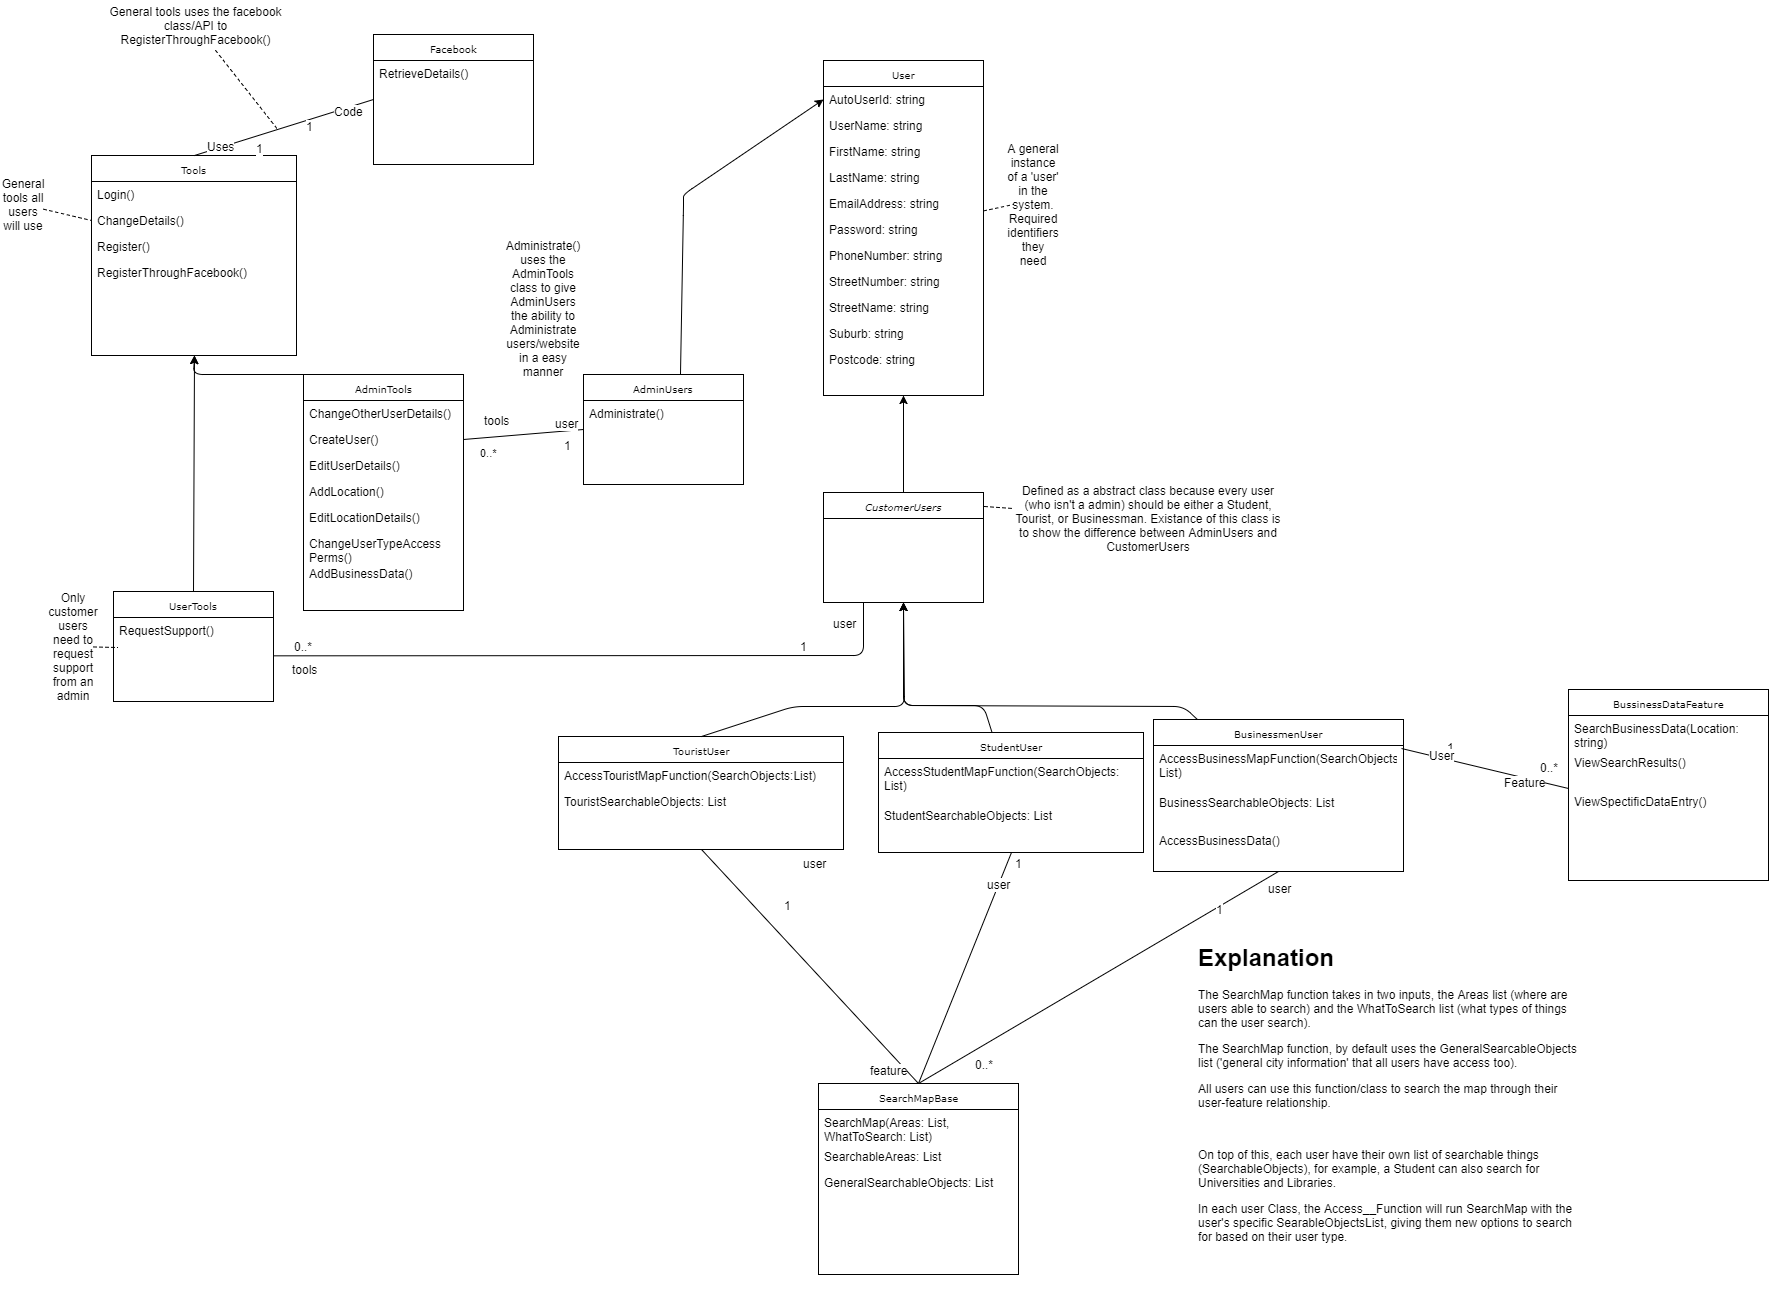 General tools uses the facebook
class/API to
RegisterThroughFacebook()
Facebook
RetrieveDetails()
Code
1
Uses
1
Tools
Login()
ChangeDetails()
Register()
RegisterThroughFacebook()
General
tools all
users
will use
User
AutoUserId: string
UserName: string
FirstName: string
LastName: string
EmailAddress: string
Password: string
PhoneNumber: string
StreetNumber: string
StreetName: string
Suburb: string
Postcode: string
A general
instance
of a 'user'
in the
system.
Required
identifiers
they
need
Administrate()
uses the
AdminTools
class to give
AdminUsers
the ability to
Administrate
users/website
in a easy
manner
AdminTools
ChangeOtherUserDetails()
CreateUser()
EditUserDetails()
AddLocation()
EditLocationDetails()
ChangeUserTypeAccess
Perms()
AddBusinessData()
tools
0..*
user
1
AdminUsers
Administrate()
CustomerUsers
Defined as a abstract class because every user
(who isn't a admin) should be either a Student,
Tourist, or Businessman. Existance of this class is
to show the difference between AdminUsers and
CustomerUsers
Only
customer
users
need to
request
support
from an
admin
UserTools
RequestSupport()
0..*
tools
1
user
TouristUser
AccessTouristMapFunction(SearchObjects:List)
TouristSearchableObjects: List
StudentUser
AccessStudentMapFunction(SearchObjects:
List)
StudentSearchableObjects: List
BusinessmenUser
AccessBusinessMapFunction(SearchObjects
List)
BusinessSearchableObjects: List
AccessBusinessData()
1
User
0..*
Feature
BussinessDataFeature
SearchBusinessData(Location:
string)
ViewSearchResults()
ViewSpectificDataEntry()
user
1
1
user
user
1
feature
0..*
SearchMapBase
SearchMap(Areas: List,
WhatToSearch: List)
SearchableAreas: List
GeneralSearchableObjects: List
Explanation
The SearchMap function takes in two inputs, the Areas list (where are
users able to search) and the WhatToSearch list (what types of things
can the user search).
The SearchMap function, by default uses the GeneralSearcableObjects
list ('general city information' that all users have access too).
All users can use this function/class to search the map through their
user-feature relationship.
On top of this, each user have their own list of searchable things
(SearchableObjects), for example, a Student can also search for
Universities and Libraries.
In each user Class, the Access__Function will run SearchMap with the
user's specific SearableObjectsList, giving them new options to search
for based on their user type.